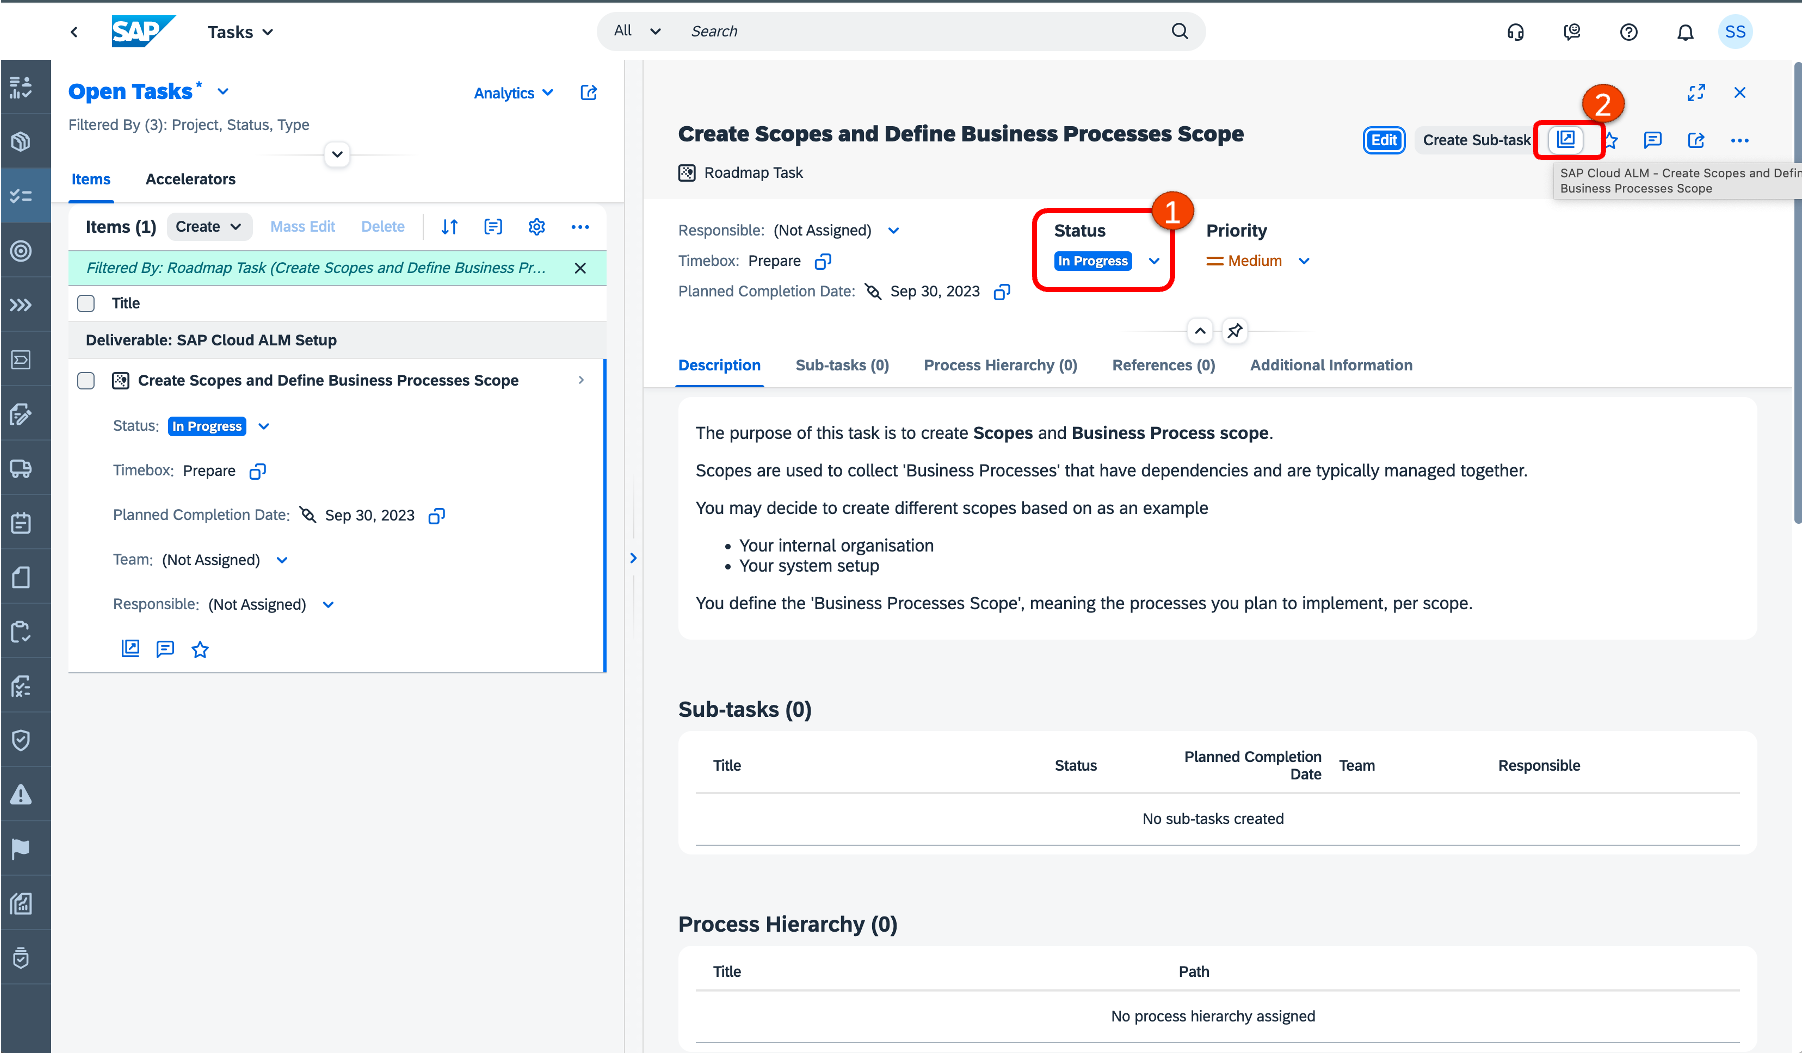 SAP Tasks All Search SS
Open Tasks * Analytics
Filtered By (3): Project, Status, Type
Items Accelerators
Items (1) Create Mass Edit Delete
Filtered By: Roadmap Task (Create Scopes and Define Business Pr...
Title
Deliverable: SAP Cloud ALM Setup
Create Scopes and Define Business Processes Scope
Status: In Progress
Timebox: Prepare
Planned Completion Date: Sep 30, 2023
Team: (Not Assigned)
Responsible: (Not Assigned)
2
Create Scopes and Define Business Processes Scope
Edit Create Sub-task
Roadmap Task
SAP Cloud ALM - Create Scopes and Defin
Business Processes Scope
1
Responsible: (Not Assigned)
Timebox: Prepare
Planned Completion Date: Sep 30, 2023
Status
In Progress
Priority
Medium
Description Sub-tasks (0) Process Hierarchy (0) References (0) Additional Information
The purpose of this task is to create Scopes and Business Process scope.
Scopes are used to collect 'Business Processes' that have dependencies and are typically managed together.
You may decide to create different scopes based on as an example
• Your internal organisation
• Your system setup
You define the 'Business Processes Scope', meaning the processes you plan to implement, per scope.
Sub-tasks (0)
Title Status Planned Completion Date Team Responsible
No sub-tasks created
Process Hierarchy (0)
Title Path
No process hierarchy assigned